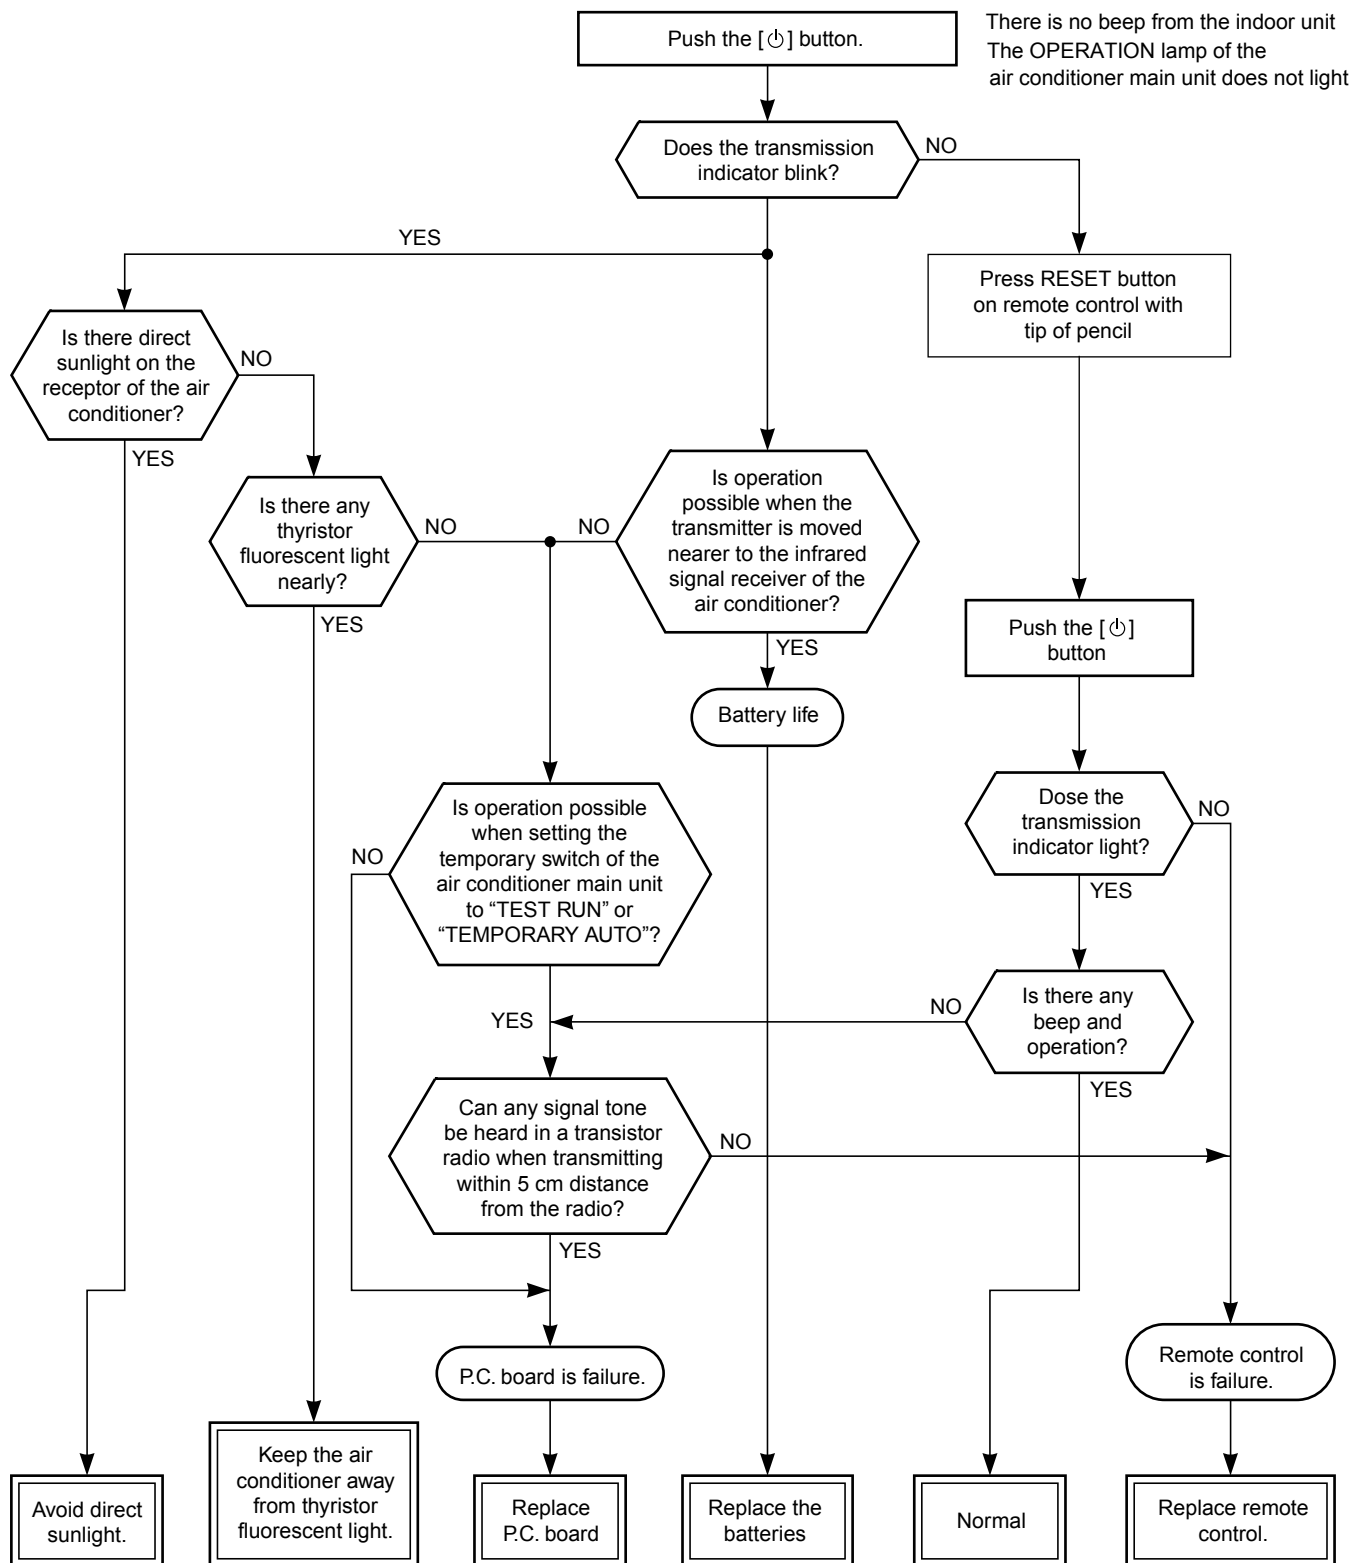 Push the [⏻] button.
There is no beep from the indoor unit
The OPERATION lamp of the
air conditioner main unit does not light
Does the transmission
indicator blink?
NO
YES
Press RESET button
on remote control with
tip of pencil
Is there direct
sunlight on the
receptor of the air
conditioner?
NO
YES
Is there any
thyristor
fluorescent light
nearly?
NO
YES
Is operation
possible when the
transmitter is moved
nearer to the infrared
signal receiver of the
air conditioner?
NO
YES
Push the [⏻]
button
Battery life
Is operation possible
when setting the
temporary switch of the
air conditioner main unit
to “TEST RUN” or
“TEMPORARY AUTO”?
NO
YES
Dose the
transmission
indicator light?
NO
YES
Is there any
beep and
operation?
NO
YES
Can any signal tone
be heard in a transistor
radio when transmitting
within 5 cm distance
from the radio?
NO
YES
P.C. board is failure.
Remote control
is failure.
Avoid direct
sunlight.
Keep the air
conditioner away
from thyristor
fluorescent light.
Replace
P.C. board
Replace the
batteries
Normal
Replace remote
control.